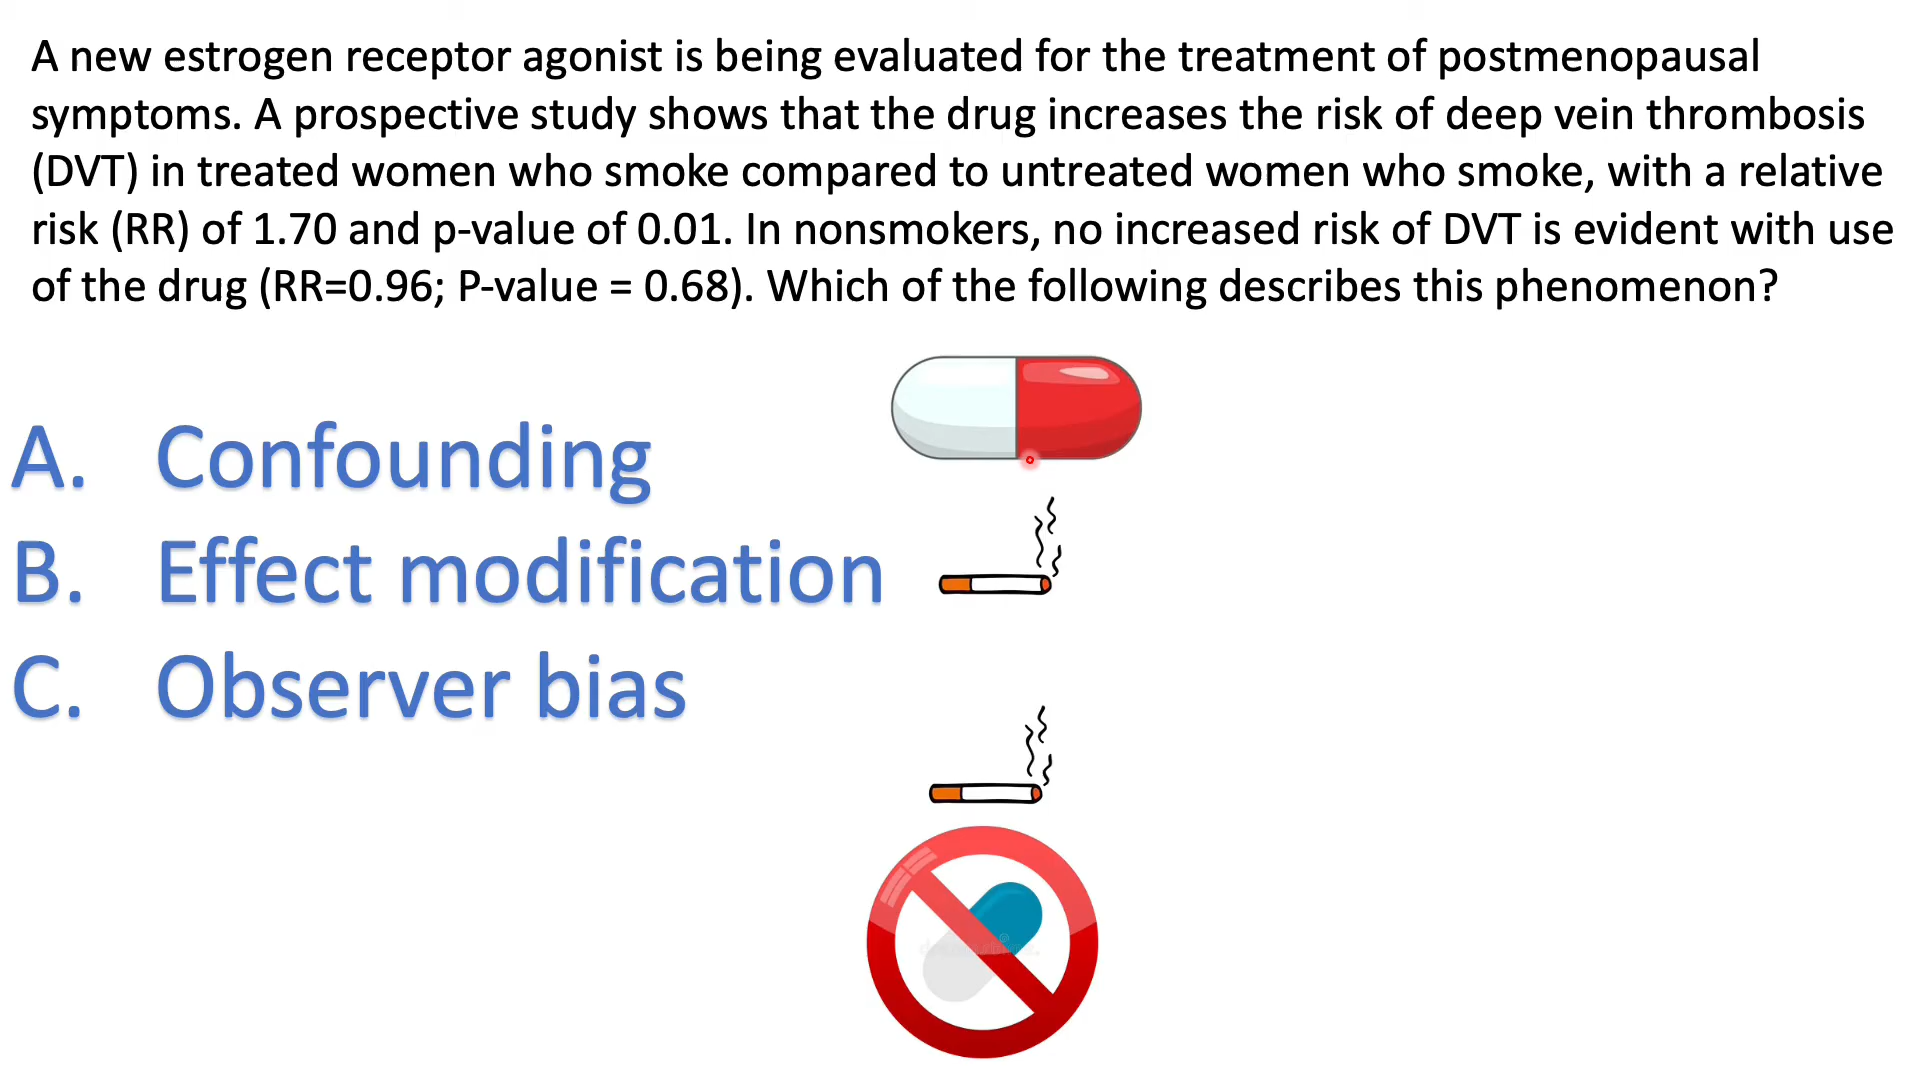 A new estrogen receptor agonist is being evaluated for the treatment of postmenopausal
symptoms. A prospective study shows that the drug increases the risk of deep vein thrombosis
(DVT) in treated women who smoke compared to untreated women who smoke, with a relative
risk (RR) of 1.70 and p-value of 0.01. In nonsmokers, no increased risk of DVT is evident with use
of the drug (RR=0.96; P-value = 0.68). Which of the following describes this phenomenon?
A. Confounding
B. Effect modification
C. Observer bias